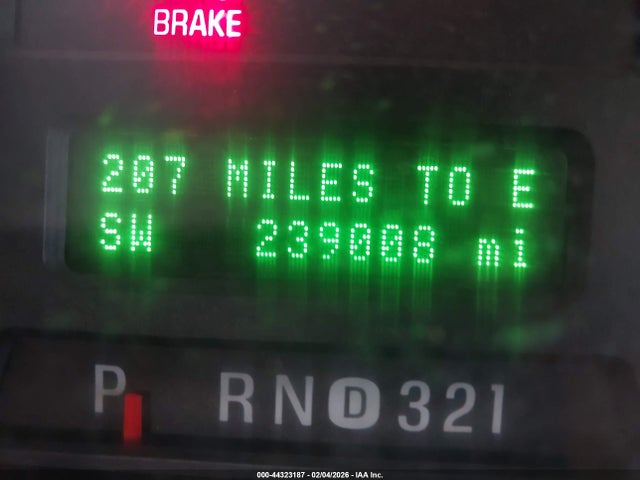 BRAKE
207 MILES TO E
SW 239008 mi
P R N D 3 2 1
000-44323187 - 02/04/2026 - IAA Inc.